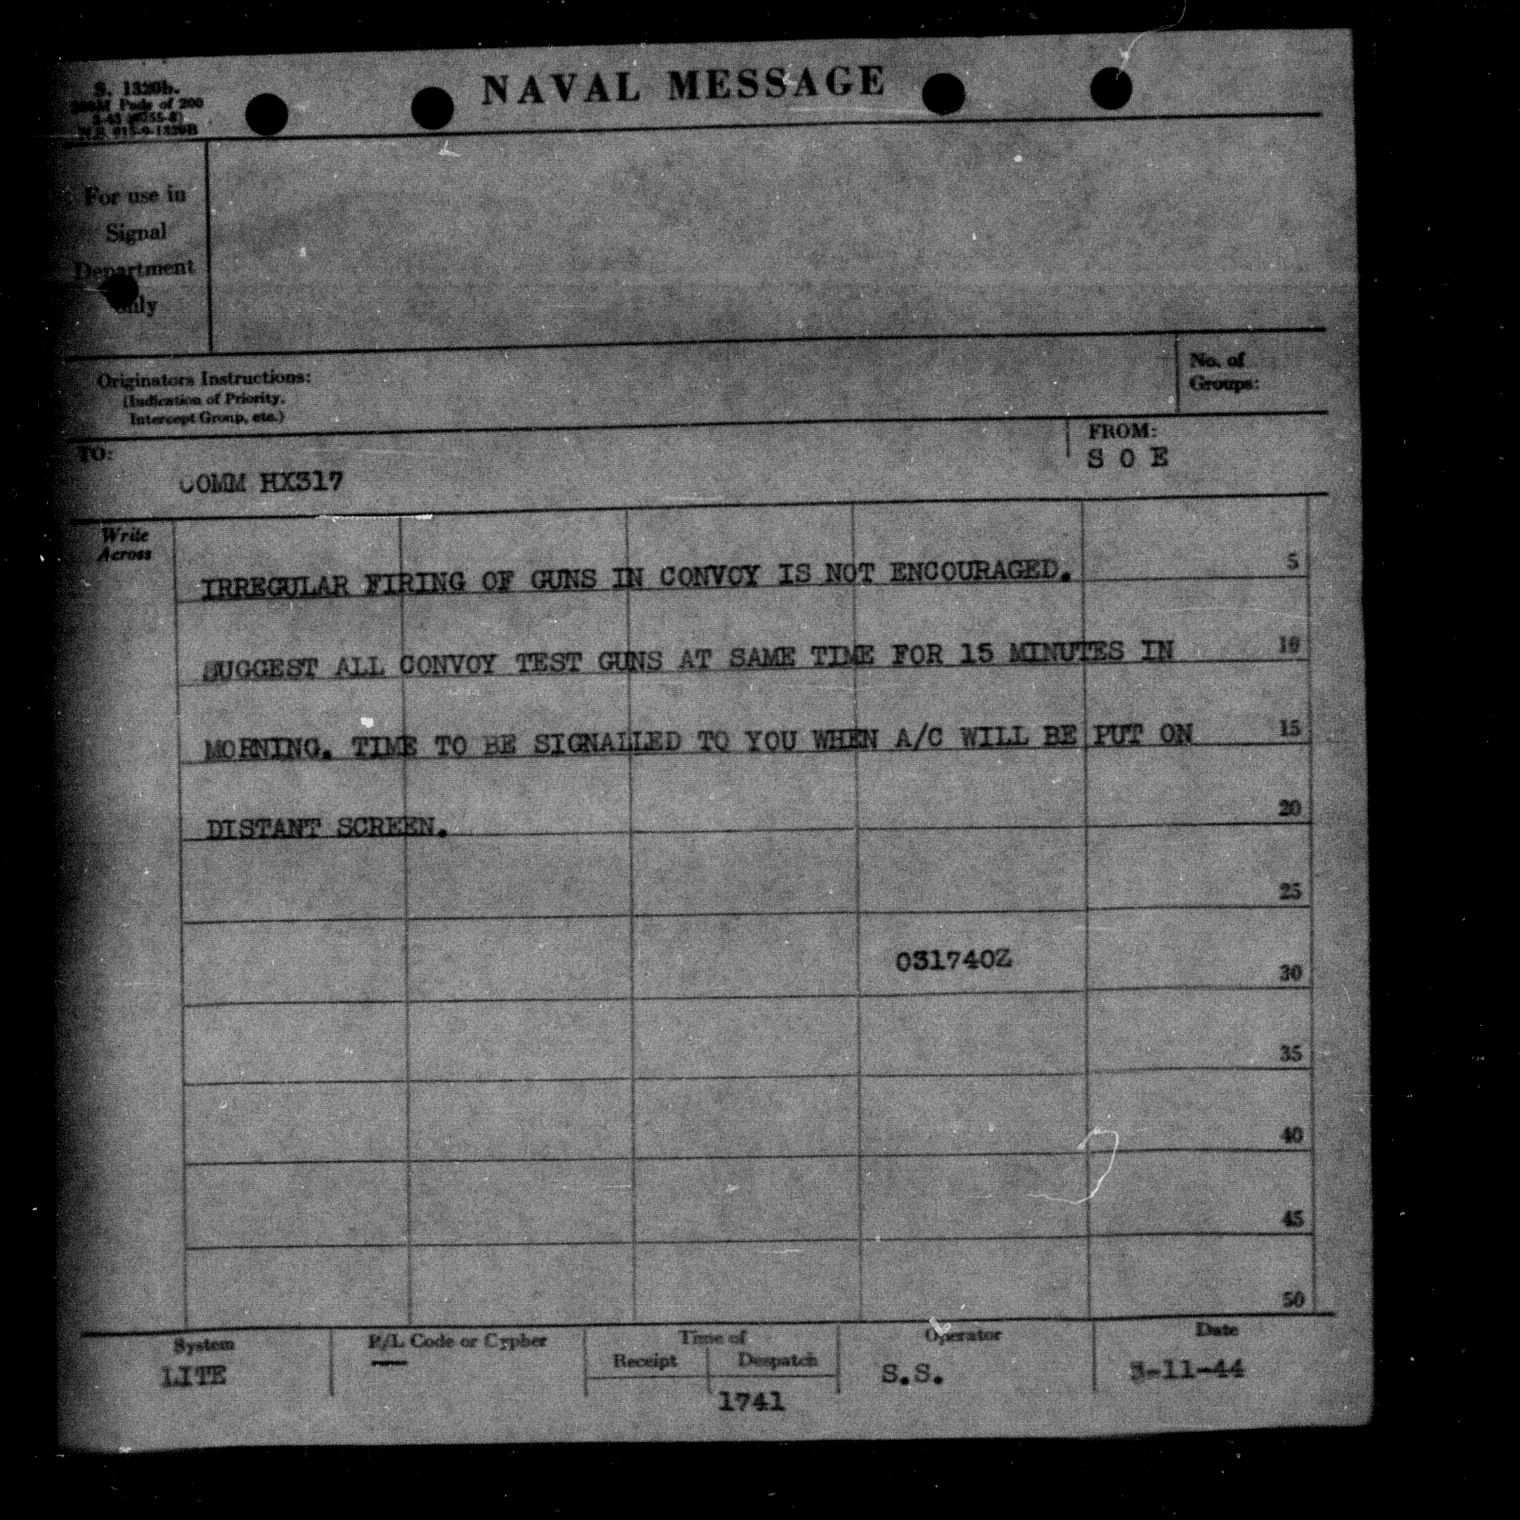 NAVAL MESSAGE
S. 1320b.
For use in
Signal
Department
only
Originators Instructions:
(Indication of Priority,
Intercept Group, etc.)
No. of
Groups:
TO:
COMM HX317
FROM:
S O E
Write
Across
IRREGULAR FIRING OF GUNS IN CONVOY IS NOT ENCOURAGED.
5
SUGGEST ALL CONVOY TEST GUNS AT SAME TIME FOR 15 MINUTES IN
10
MORNING. TIME TO BE SIGNALLED TO YOU WHEN A/C WILL BE PUT ON
15
DISTANT SCREEN.
20
25
031740Z
30
35
40
45
50
System
LITE
P/L Code or Cypher
—
Time of
Receipt
Despatch
1741
Operator
S.S.
Date
3-11-44